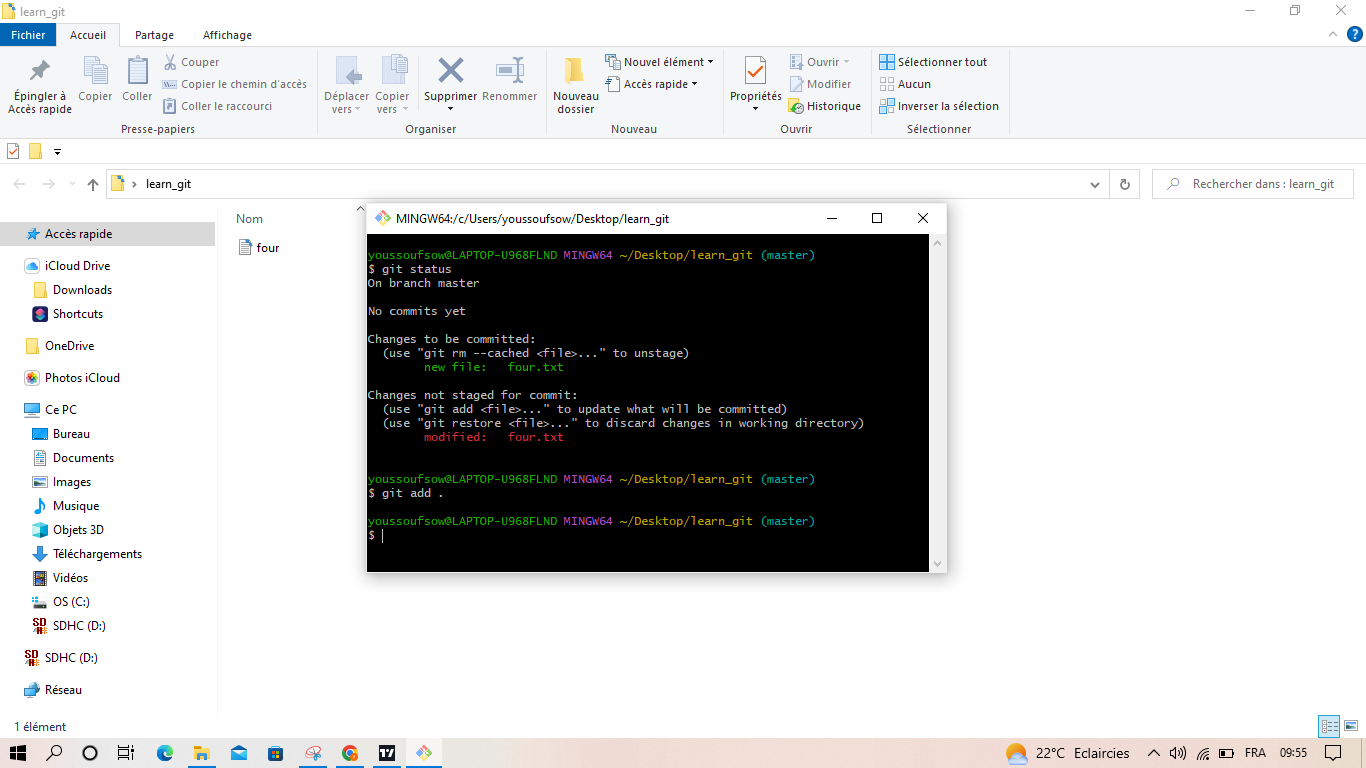 learn_git
Fichier Accueil Partage Affichage
Épingler à Accès rapide
Copier
Coller
Couper
Copier le chemin d'accès
Coller le raccourci
Presse-papiers
Déplacer vers
Copier vers
Supprimer
Renommer
Organiser
Nouveau dossier
Nouvel élément
Accès rapide
Nouveau
Propriétés
Ouvrir
Modifier
Historique
Ouvrir
Sélectionner tout
Aucun
Inverser la sélection
Sélectionner
learn_git
Rechercher dans : learn_git
Accès rapide
iCloud Drive
Downloads
Shortcuts
OneDrive
Photos iCloud
Ce PC
Bureau
Documents
Images
Musique
Objets 3D
Téléchargements
Vidéos
OS (C:)
SDHC (D:)
SDHC (D:)
Réseau
Nom
four
MINGW64:/c/Users/youssoufsow/Desktop/learn_git
youssoufsow@LAPTOP-U968FLND MINGW64 ~/Desktop/learn_git (master)
$ git status
On branch master
No commits yet
Changes to be committed:
(use "git rm --cached <file>..." to unstage)
new file: four.txt
Changes not staged for commit:
(use "git add <file>..." to update what will be committed)
(use "git restore <file>..." to discard changes in working directory)
modified: four.txt
youssoufsow@LAPTOP-U968FLND MINGW64 ~/Desktop/learn_git (master)
$ git add .
youssoufsow@LAPTOP-U968FLND MINGW64 ~/Desktop/learn_git (master)
$
1 élément
22°C Eclaircies FRA 09:55